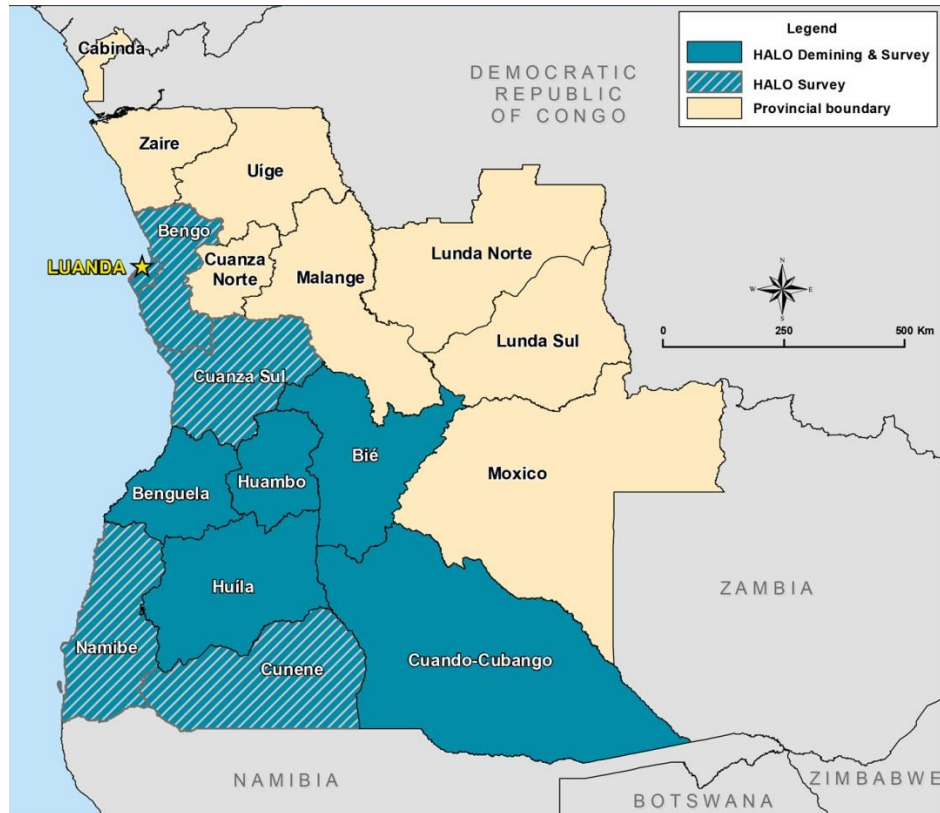 Legend
HALO Demining & Survey
HALO Survey
Provincial boundary
Cabinda
DEMOCRATIC
REPUBLIC
OF CONGO
Zaire
Uíge
Bengo
LUANDA
Cuanza
Norte
Malange
Lunda Norte
N
W
E
S
0
250
500 Km
Lunda Sul
Cuanza Sul
Bié
Moxico
Huambo
Benguela
Huíla
ZAMBIA
Namibe
Cunene
Cuando-Cubango
NAMIBIA
ZIMBABWE
BOTSWANA